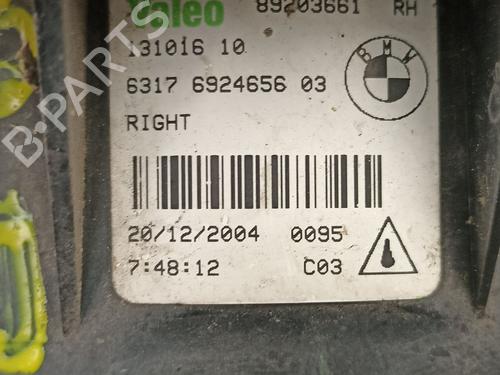 Valeo 89203661 RH
131016 10
6317 6924656 03
BMW
RIGHT
20/12/2004 0095
7:48:12 C03
B-PARTS